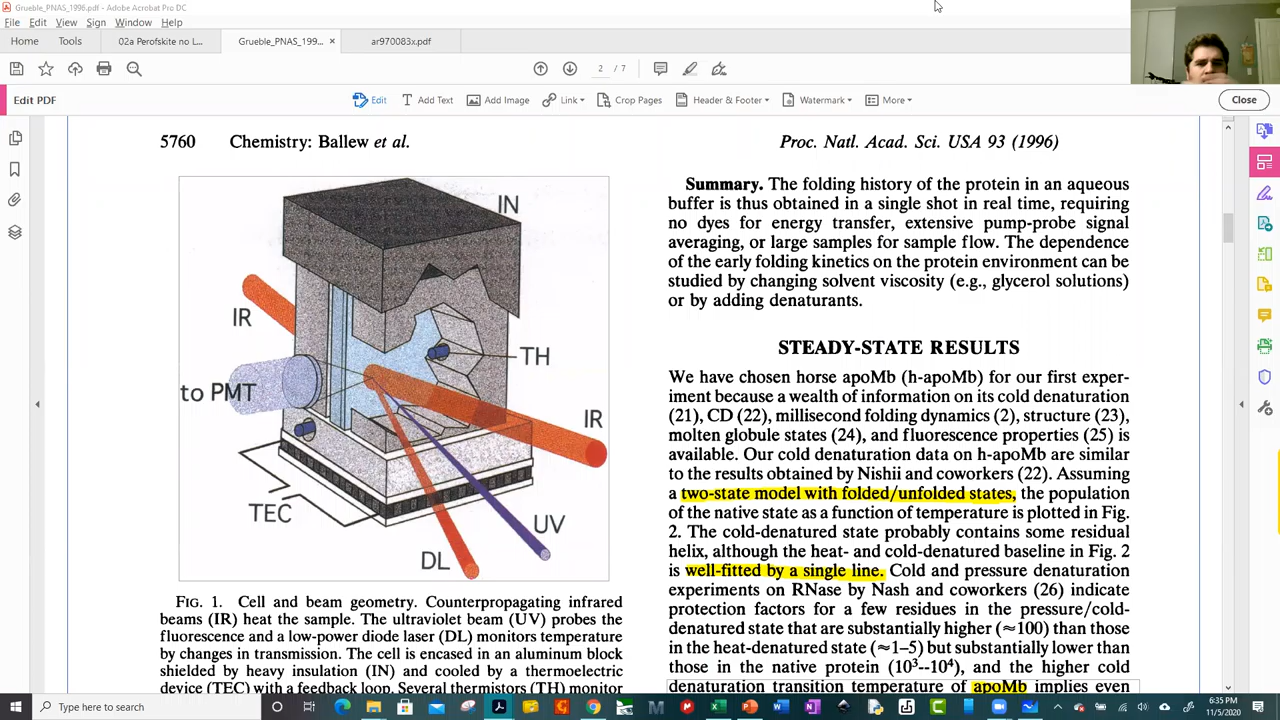 Grueble_PNAS_1996.pdf - Adobe Acrobat Pro DC
File Edit View Sign Window Help
Home Tools 02a Perofskite no L... Grueble_PNAS_199... × ar970083x.pdf
2 / 7
Edit PDF Edit Add Text Add Image Link Crop Pages Header & Footer Watermark More Close
5760 Chemistry: Ballew et al.
Proc. Natl. Acad. Sci. USA 93 (1996)
IN
IR
to PMT
TH
IR
TEC
UV
DL
FIG. 1. Cell and beam geometry. Counterpropagating infrared
beams (IR) heat the sample. The ultraviolet beam (UV) probes the
fluorescence and a low-power diode laser (DL) monitors temperature
by changes in transmission. The cell is encased in an aluminum block
shielded by heavy insulation (IN) and cooled by a thermoelectric
device (TEC) with a feedback loop. Several thermistors (TH) monitor
Summary. The folding history of the protein in an aqueous
buffer is thus obtained in a single shot in real time, requiring
no dyes for energy transfer, extensive pump-probe signal
averaging, or large samples for sample flow. The dependence
of the early folding kinetics on the protein environment can be
studied by changing solvent viscosity (e.g., glycerol solutions)
or by adding denaturants.
STEADY-STATE RESULTS
We have chosen horse apoMb (h-apoMb) for our first exper-
iment because a wealth of information on its cold denaturation
(21), CD (22), millisecond folding dynamics (2), structure (23),
molten globule states (24), and fluorescence properties (25) is
available. Our cold denaturation data on h-apoMb are similar
to the results obtained by Nishii and coworkers (22). Assuming
a two-state model with folded/unfolded states, the population
of the native state as a function of temperature is plotted in Fig.
2. The cold-denatured state probably contains some residual
helix, although the heat- and cold-denatured baseline in Fig. 2
is well-fitted by a single line. Cold and pressure denaturation
experiments on RNase by Nash and coworkers (26) indicate
protection factors for a few residues in the pressure/cold-
denatured state that are substantially higher (≈100) than those
in the heat-denatured state (≈1–5) but substantially lower than
those in the native protein (10³--10⁴), and the higher cold
denaturation transition temperature of apoMb implies even
Type here to search
6:35 PM
11/5/2020